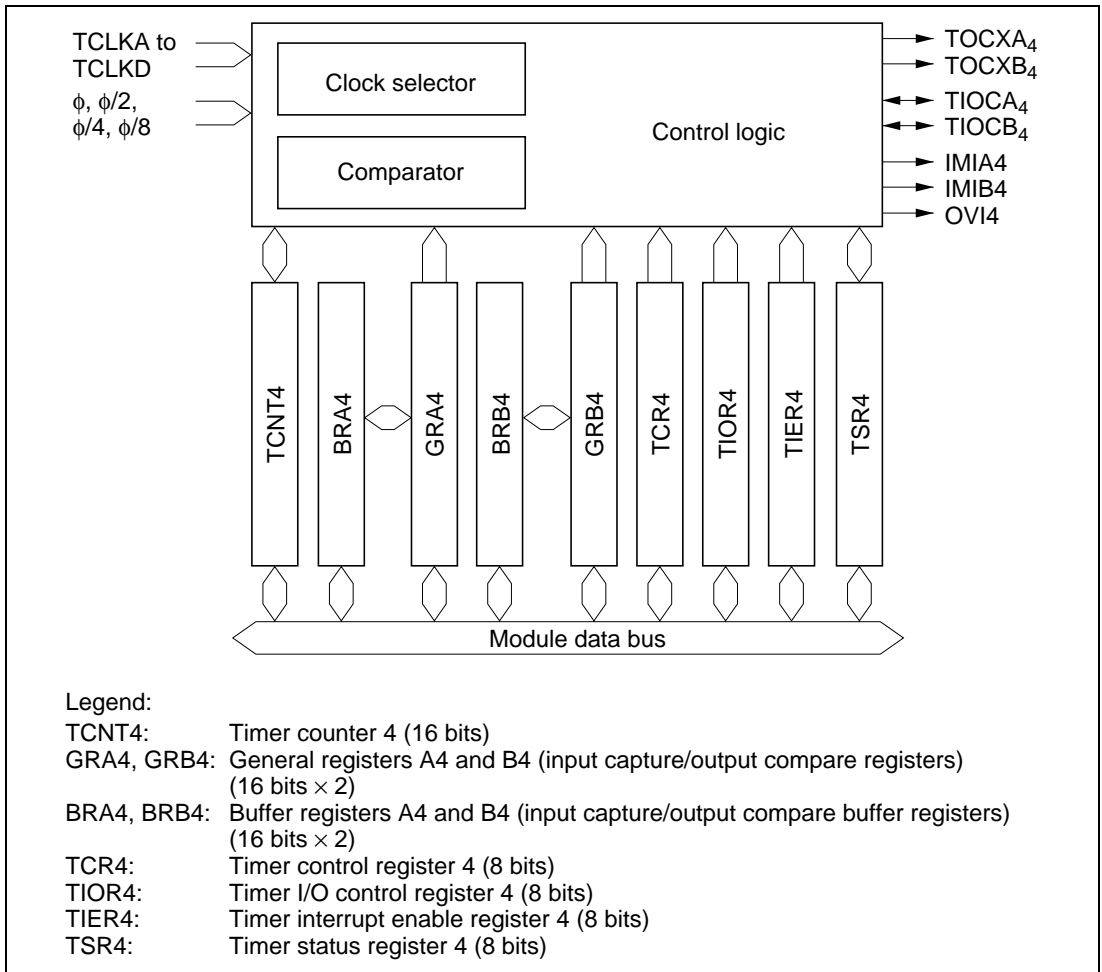 TCLKA to
TCLKD
ϕ, ϕ/2,
ϕ/4, ϕ/8
Clock selector
Comparator
Control logic
TOCXA₄
TOCXB₄
TIOCA₄
TIOCB₄
IMIA4
IMIB4
OVI4
TCNT4
BRA4
GRA4
BRB4
GRB4
TCR4
TIOR4
TIER4
TSR4
Module data bus
Legend:
TCNT4: Timer counter 4 (16 bits)
GRA4, GRB4: General registers A4 and B4 (input capture/output compare registers)
(16 bits × 2)
BRA4, BRB4: Buffer registers A4 and B4 (input capture/output compare buffer registers)
(16 bits × 2)
TCR4: Timer control register 4 (8 bits)
TIOR4: Timer I/O control register 4 (8 bits)
TIER4: Timer interrupt enable register 4 (8 bits)
TSR4: Timer status register 4 (8 bits)